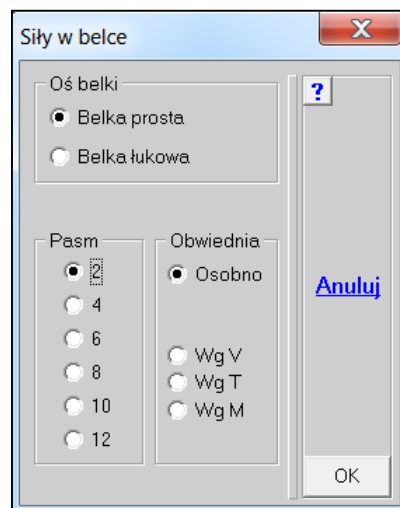 Siły w belce
Oś belki
Belka prosta
Belka łukowa
?
Pasm
2
4
6
8
10
12
Obwiednia
Osobno
Wg V
Wg T
Wg M
Anuluj
OK